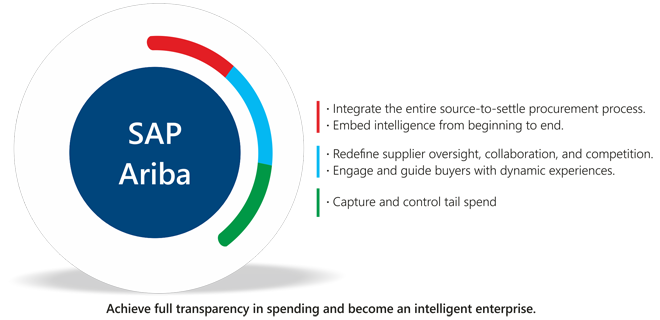 SAP
Ariba
· Integrate the entire source-to-settle procurement process.
· Embed intelligence from beginning to end.
· Redefine supplier oversight, collaboration, and competition.
· Engage and guide buyers with dynamic experiences.
· Capture and control tail spend
Achieve full transparency in spending and become an intelligent enterprise.